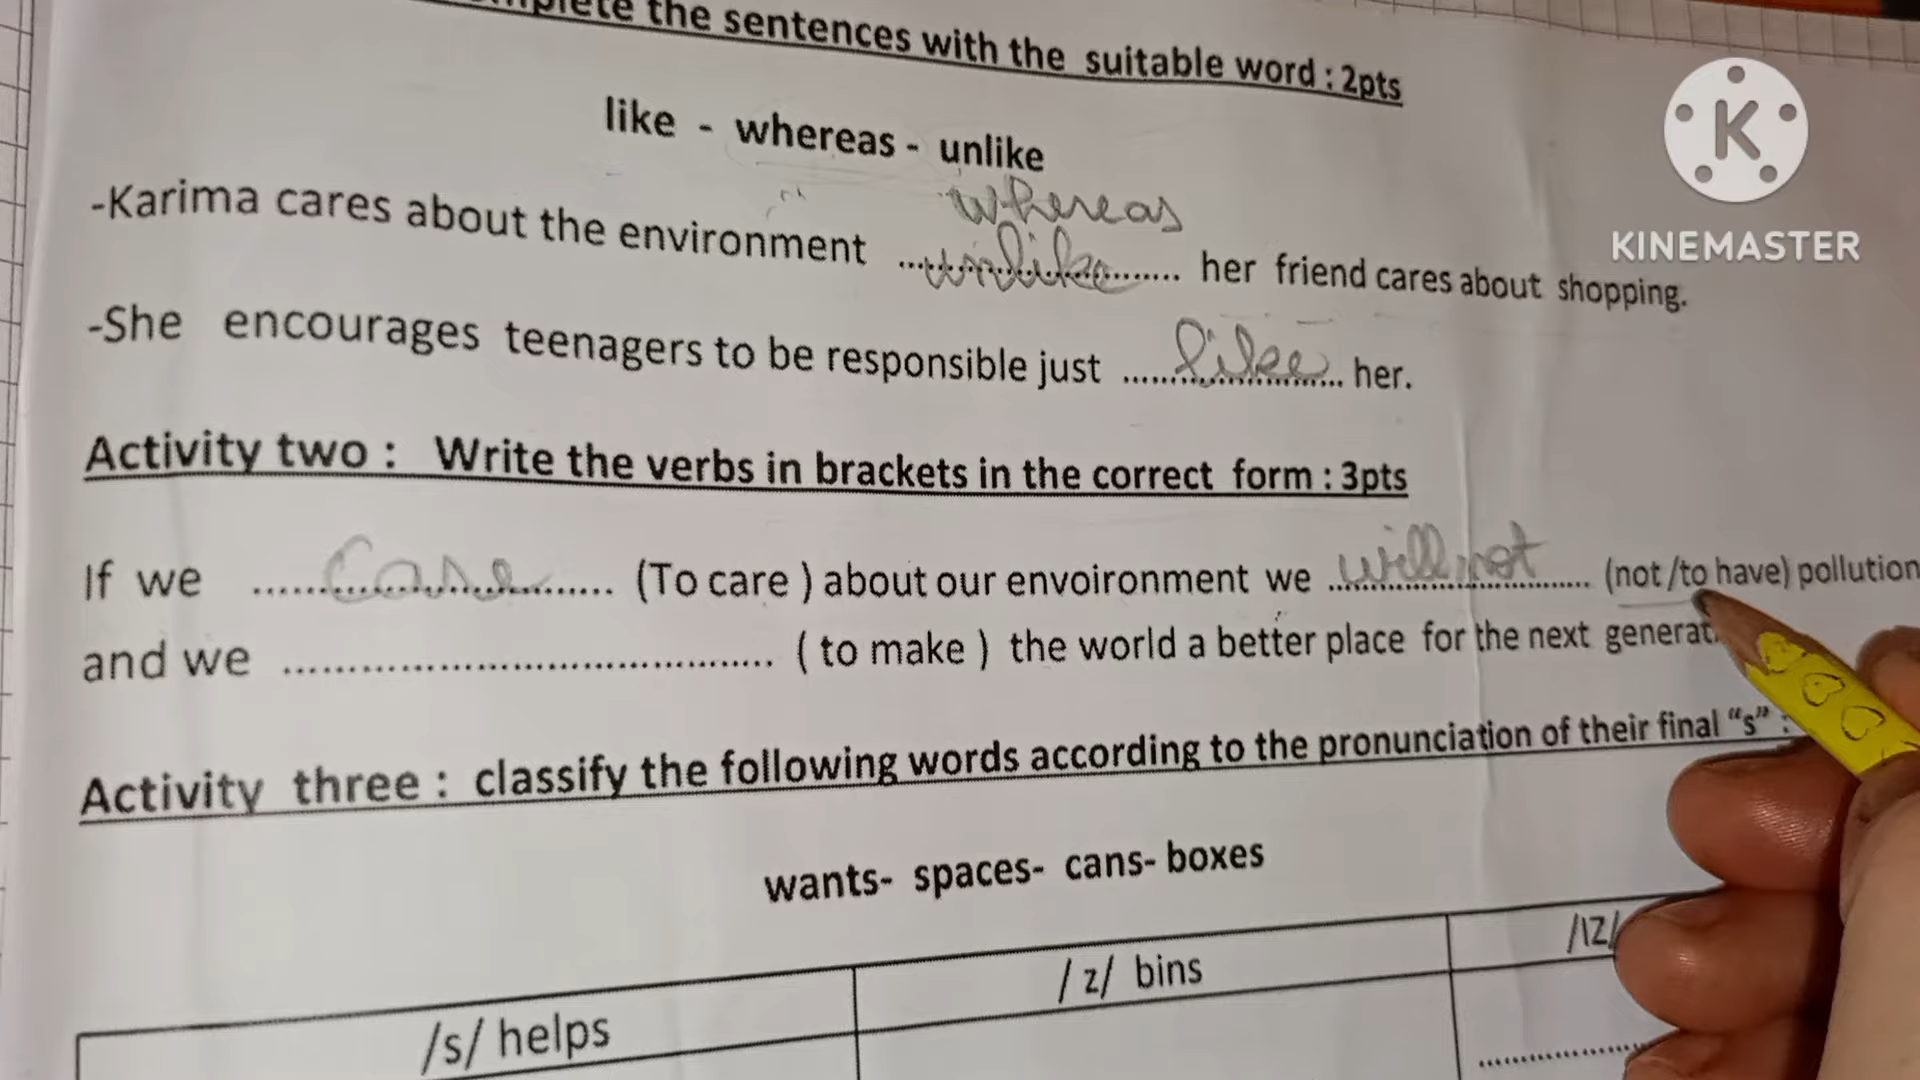 the sentences with the suitable word : 2pts
like - whereas - unlike
whereas
-Karima cares about the environment ...unlike... her friend cares about shopping.
-She encourages teenagers to be responsible just ...like... her.
Activity two : Write the verbs in brackets in the correct form : 3pts
If we ...care... (To care ) about our envoironment we ...will not... (not /to have) pollution
and we ................ ( to make ) the world a better place for the next
Activity three : classify the following words according to the pronunciation of their final “s” :
wants- spaces- cans- boxes
/s/ helps / z/ bins /IZ/
K
KINEMASTER